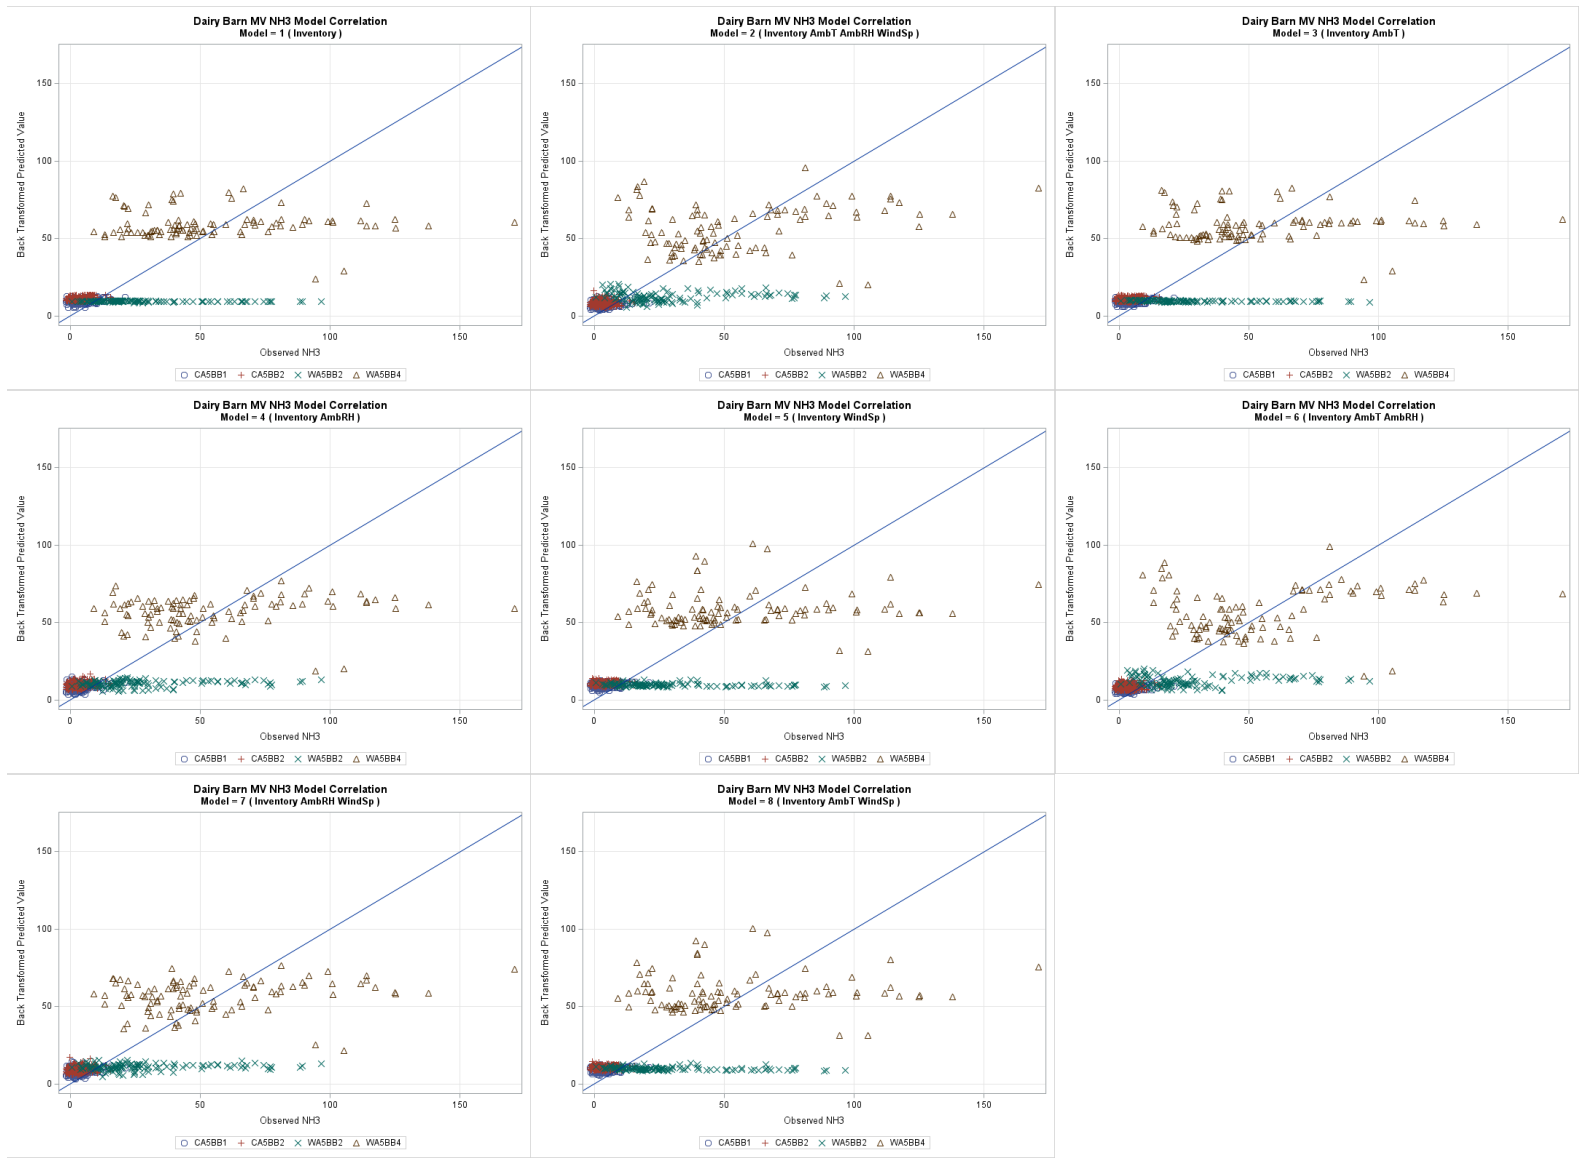 Dairy Barn MV NH3 Model Correlation
Model = 1 ( Inventory )
Back Transformed Predicted Value
150
100
50
0
0 50 100 150
Observed NH3
CA5BB1 CA5BB2 WA5BB2 WA5BB4
Dairy Barn MV NH3 Model Correlation
Model = 2 ( Inventory AmbT AmbRH WindSp )
Back Transformed Predicted Value
150
100
50
0
0 50 100 150
Observed NH3
CA5BB1 CA5BB2 WA5BB2 WA5BB4
Dairy Barn MV NH3 Model Correlation
Model = 3 ( Inventory AmbT )
Back Transformed Predicted Value
150
100
50
0
0 50 100 150
Observed NH3
CA5BB1 CA5BB2 WA5BB2 WA5BB4
Dairy Barn MV NH3 Model Correlation
Model = 4 ( Inventory AmbRH )
Back Transformed Predicted Value
150
100
50
0
0 50 100 150
Observed NH3
CA5BB1 CA5BB2 WA5BB2 WA5BB4
Dairy Barn MV NH3 Model Correlation
Model = 5 ( Inventory WindSp )
Back Transformed Predicted Value
150
100
50
0
0 50 100 150
Observed NH3
CA5BB1 CA5BB2 WA5BB2 WA5BB4
Dairy Barn MV NH3 Model Correlation
Model = 6 ( Inventory AmbT AmbRH )
Back Transformed Predicted Value
150
100
50
0
0 50 100 150
Observed NH3
CA5BB1 CA5BB2 WA5BB2 WA5BB4
Dairy Barn MV NH3 Model Correlation
Model = 7 ( Inventory AmbRH WindSp )
Back Transformed Predicted Value
150
100
50
0
0 50 100 150
Observed NH3
CA5BB1 CA5BB2 WA5BB2 WA5BB4
Dairy Barn MV NH3 Model Correlation
Model = 8 ( Inventory AmbT WindSp )
Back Transformed Predicted Value
150
100
50
0
0 50 100 150
Observed NH3
CA5BB1 CA5BB2 WA5BB2 WA5BB4